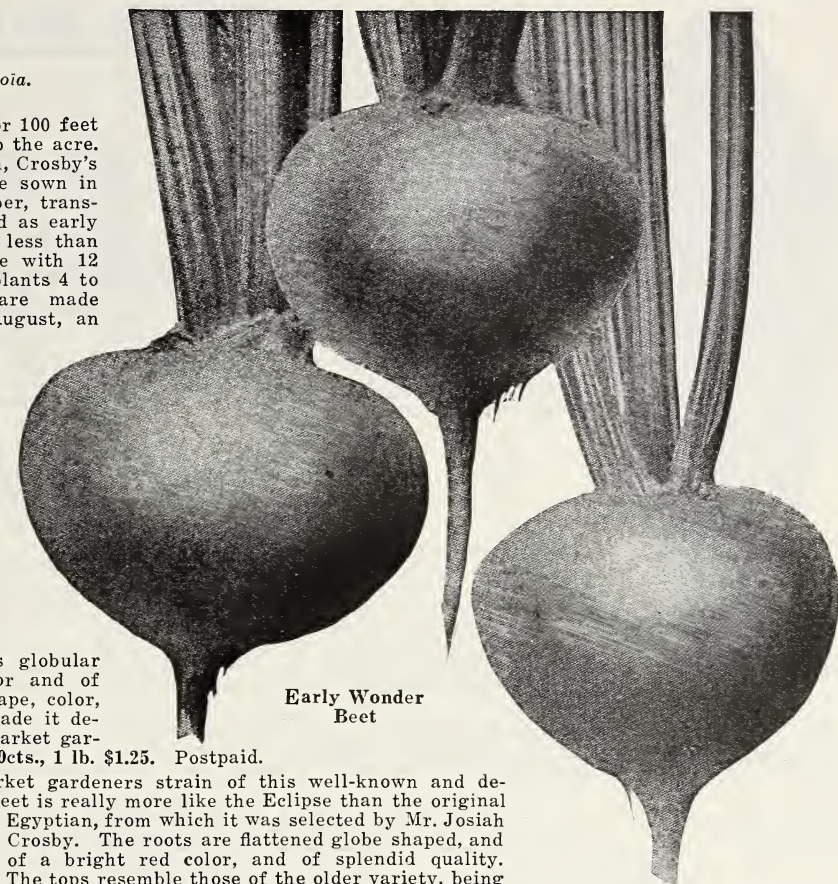 oïa.
r 100 feet
o the acre.
, Crosby's
e sown in
ber, trans-
d as early
less than
e with 12
plants 4 to
are made
ugust, an
s globular
or and of
ape, color,
ade it de-
arket gar-
0cts., 1 lb. $1.25. Postpaid.
Early Wonder
Beet
rket gardeners strain of this well-known and de-
eet is really more like the Eclipse than the original
Egyptian, from which it was selected by Mr. Josiah
Crosby. The roots are flattened globe shaped, and
of a bright red color, and of splendid quality.
The tops resemble those of the older variety, being